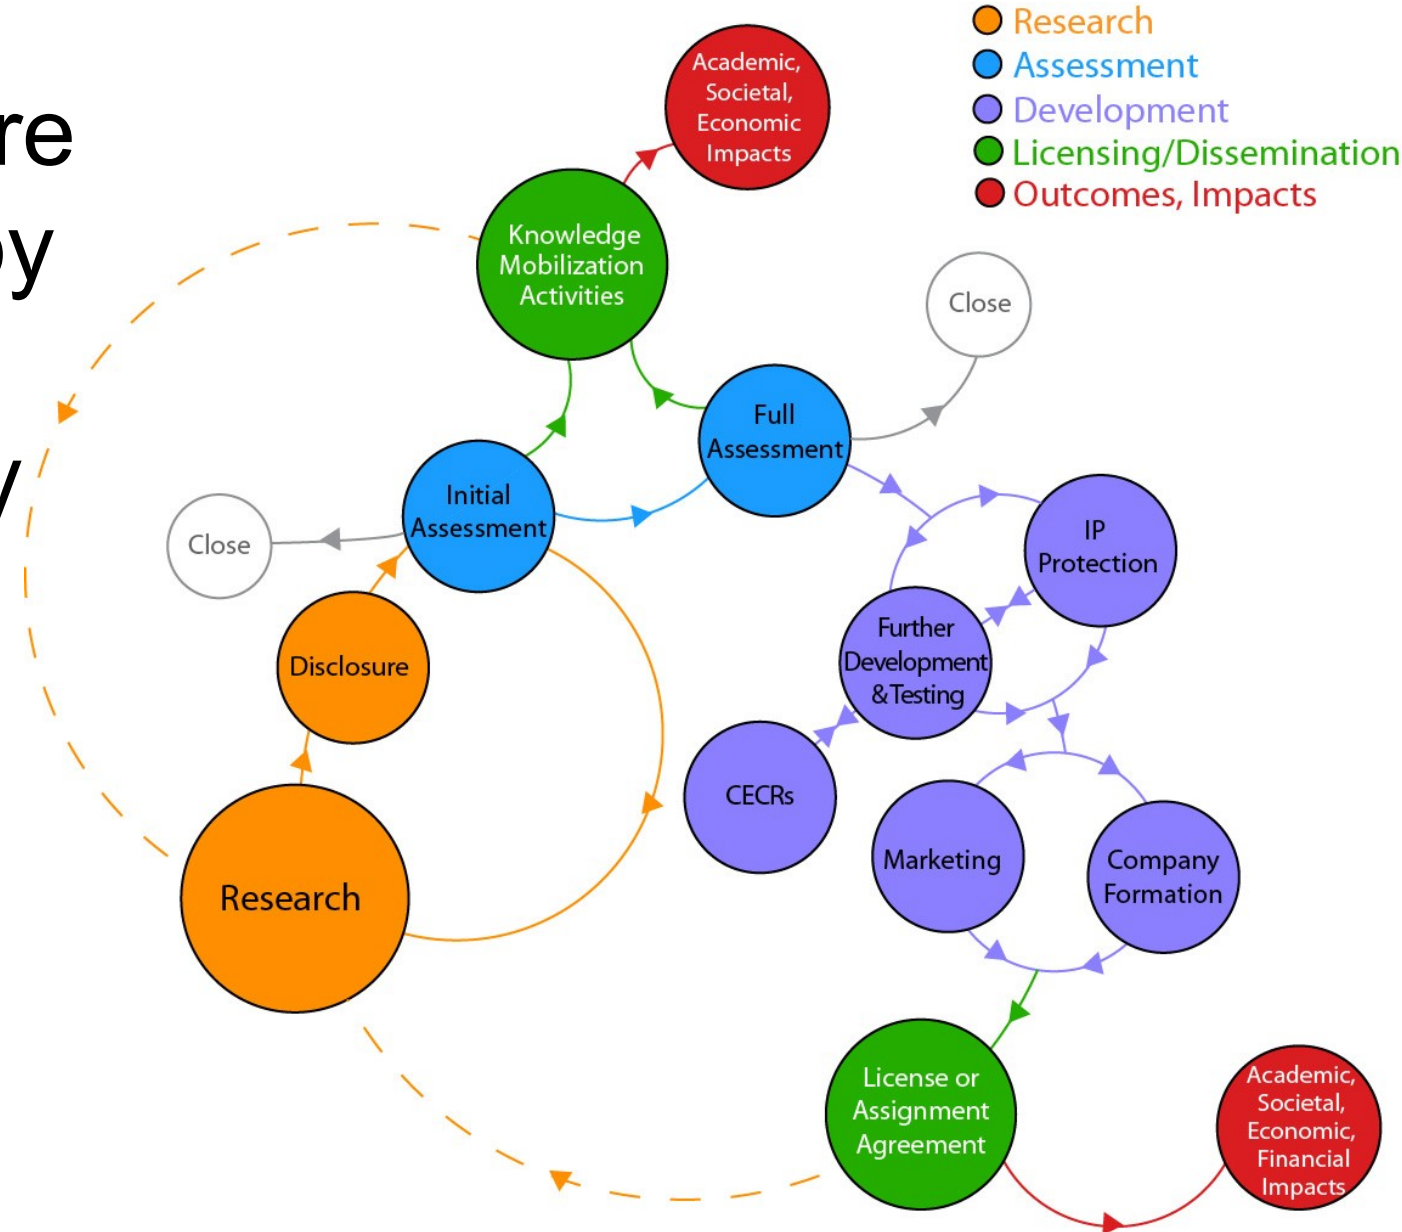 re
by
y
Research
Assessment
Development
Licensing/Dissemination
Outcomes, Impacts
Academic,
Societal,
Economic
Impacts
Knowledge
Mobilization
Activities
Close
Full
Assessment
Initial
Assessment
Close
IP
Protection
Further
Development
& Testing
Disclosure
CECRs
Marketing
Company
Formation
Research
License or
Assignment
Agreement
Academic,
Societal,
Economic,
Financial
Impacts